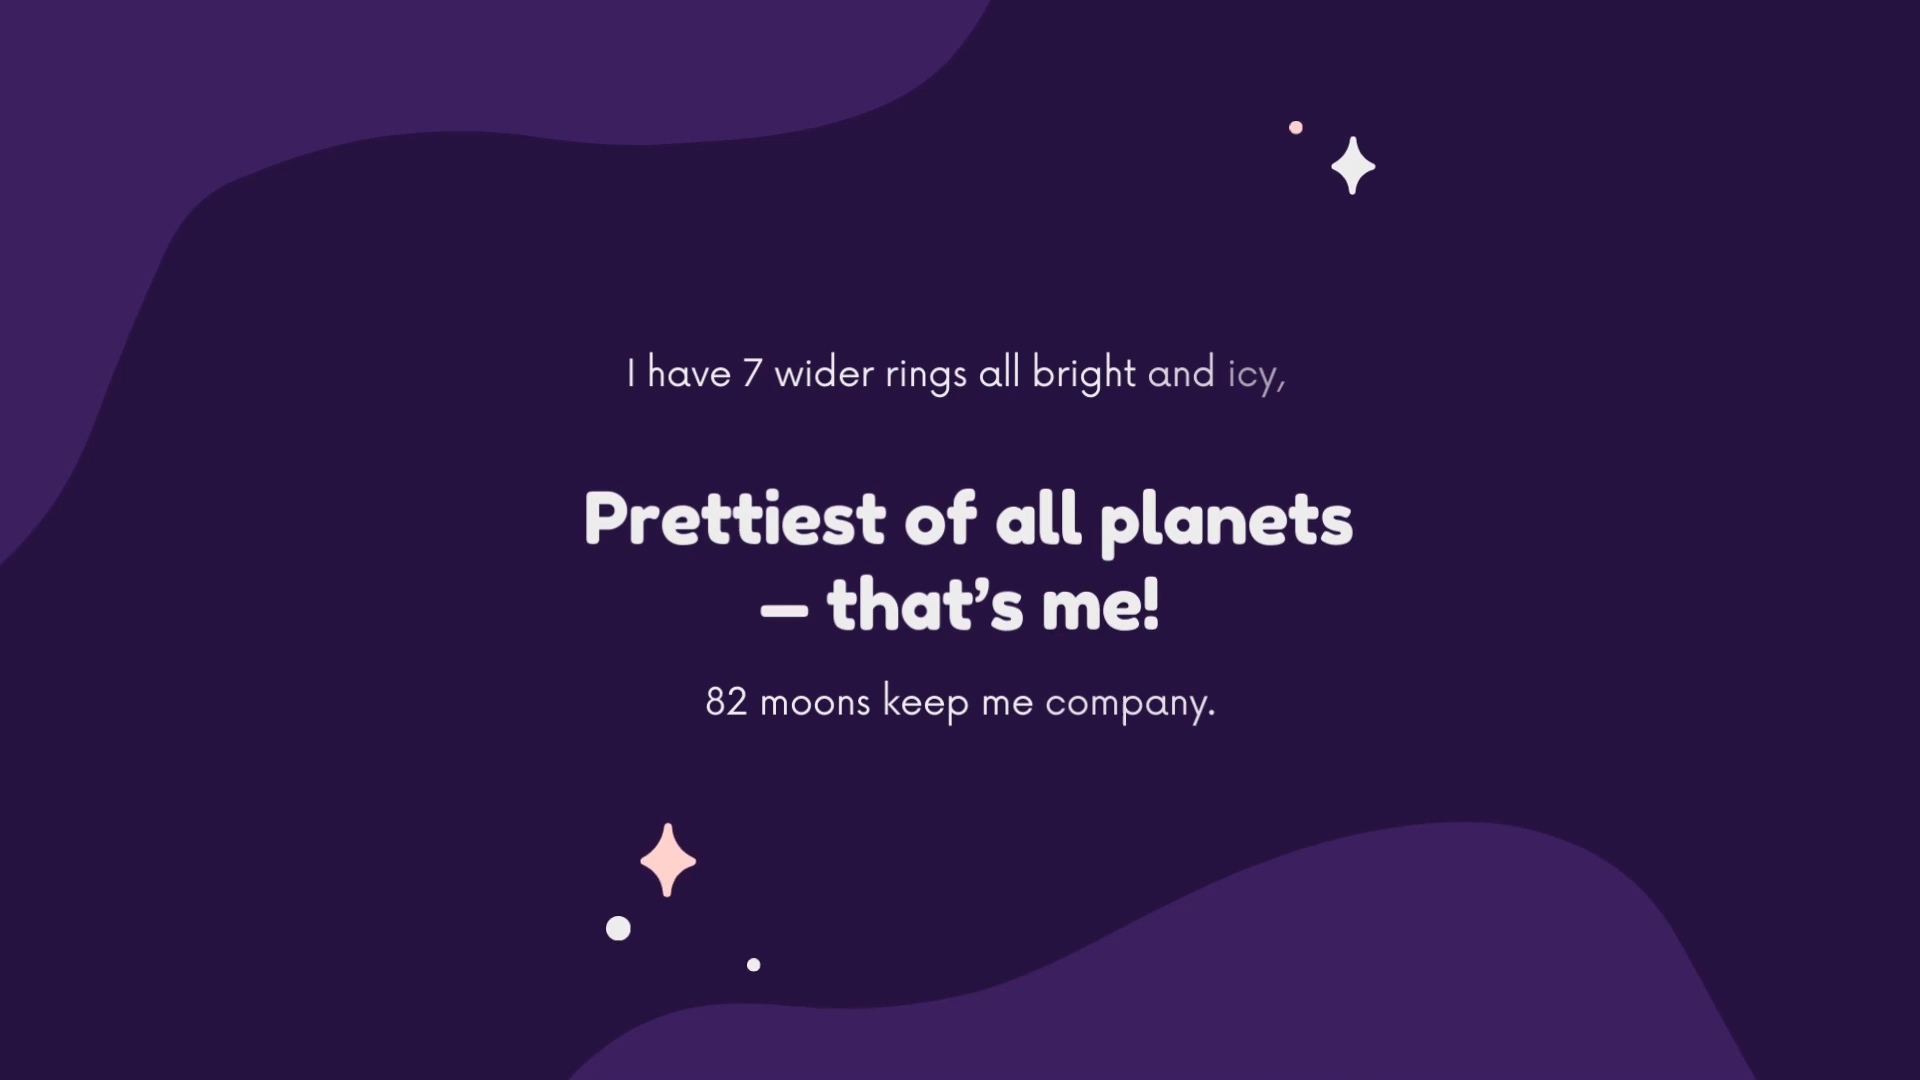 I have 7 wider rings all bright and icy,
Prettiest of all planets
– that’s me!
82 moons keep me company.